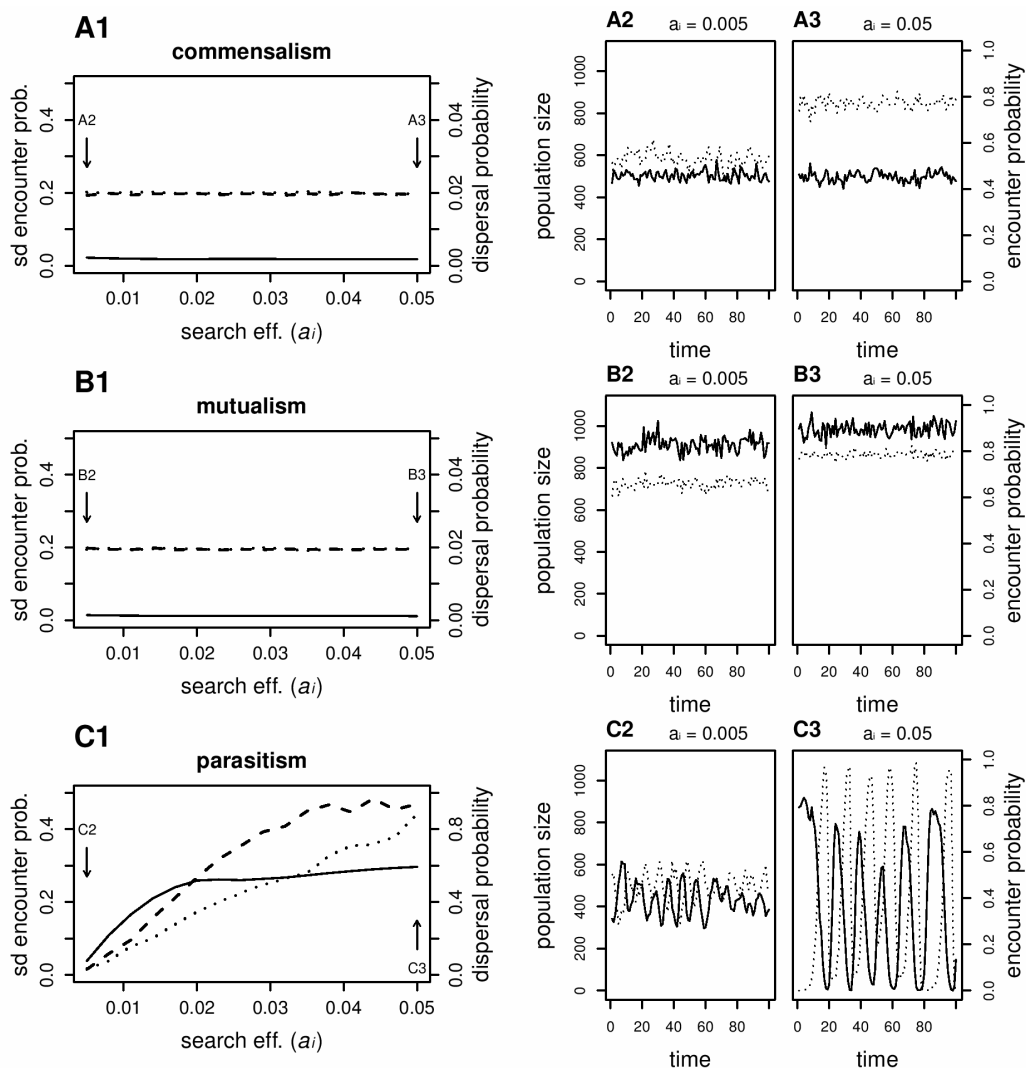 A1
commensalism
sd encounter prob.
0.0 0.2 0.4
A2 A3
0.00 0.02 0.04
dispersal probability
0.01 0.02 0.03 0.04 0.05
search eff. (ai)
A2 aᵢ = 0.005
population size
0 200 400 600 800 1000
0 20 40 60 80
time
A3 aᵢ = 0.05
0.0 0.2 0.4 0.6 0.8 1.0
encounter probability
0 20 40 60 80
time
B1
mutualism
sd encounter prob.
0.0 0.2 0.4
B2 B3
0.00 0.02 0.04
dispersal probability
0.01 0.02 0.03 0.04 0.05
search eff. (ai)
B2 aᵢ = 0.005
population size
0 200 400 600 800 1000
0 20 40 60 80
time
B3 aᵢ = 0.05
0.0 0.2 0.4 0.6 0.8 1.0
encounter probability
0 20 40 60 80
time
C1
parasitism
sd encounter prob.
0.0 0.2 0.4
C2
C3
0.0 0.4 0.8
dispersal probability
0.01 0.02 0.03 0.04 0.05
search eff. (ai)
C2 aᵢ = 0.005
population size
0 200 400 600 800 1000
0 20 40 60 80
time
C3 aᵢ = 0.05
0.0 0.2 0.4 0.6 0.8 1.0
encounter probability
0 20 40 60 80
time